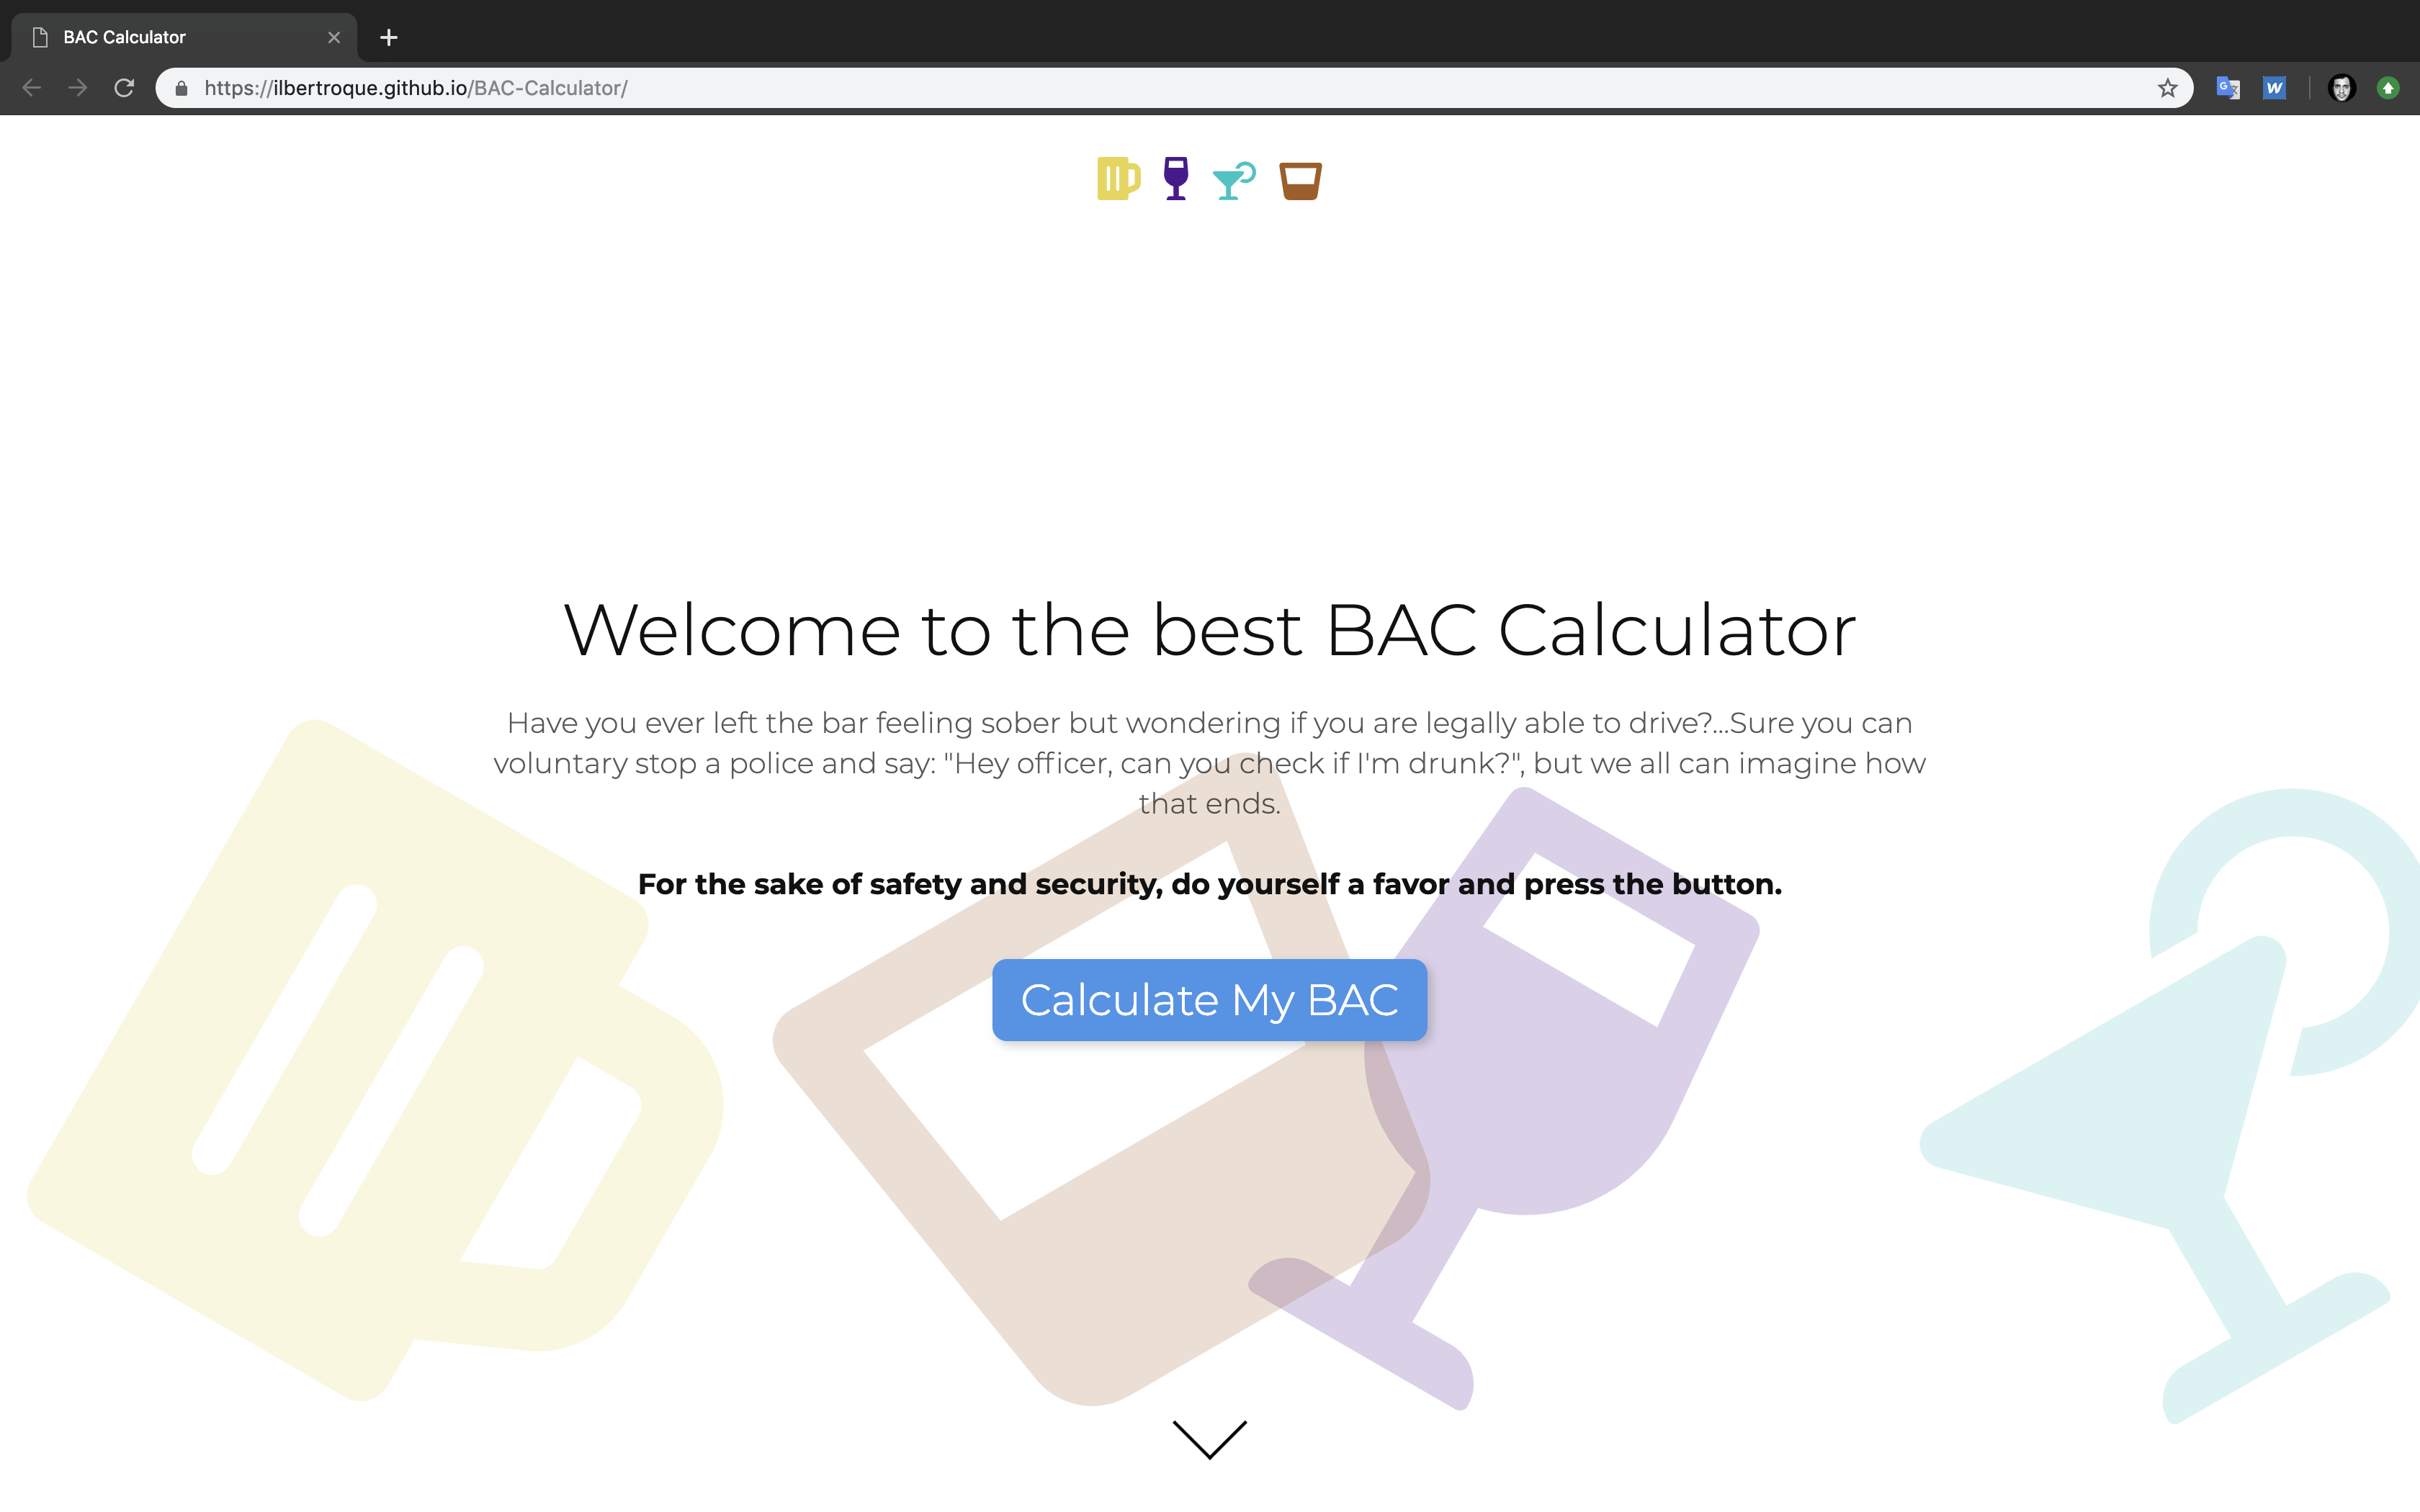 BAC Calculator
https://ilbertroque.github.io/BAC-Calculator/
Welcome to the best BAC Calculator
Have you ever left the bar feeling sober but wondering if you are legally able to drive?...Sure you can
voluntary stop a police and say: "Hey officer, can you check if I'm drunk?", but we all can imagine how
that ends.
For the sake of safety and security, do yourself a favor and press the button.
Calculate My BAC